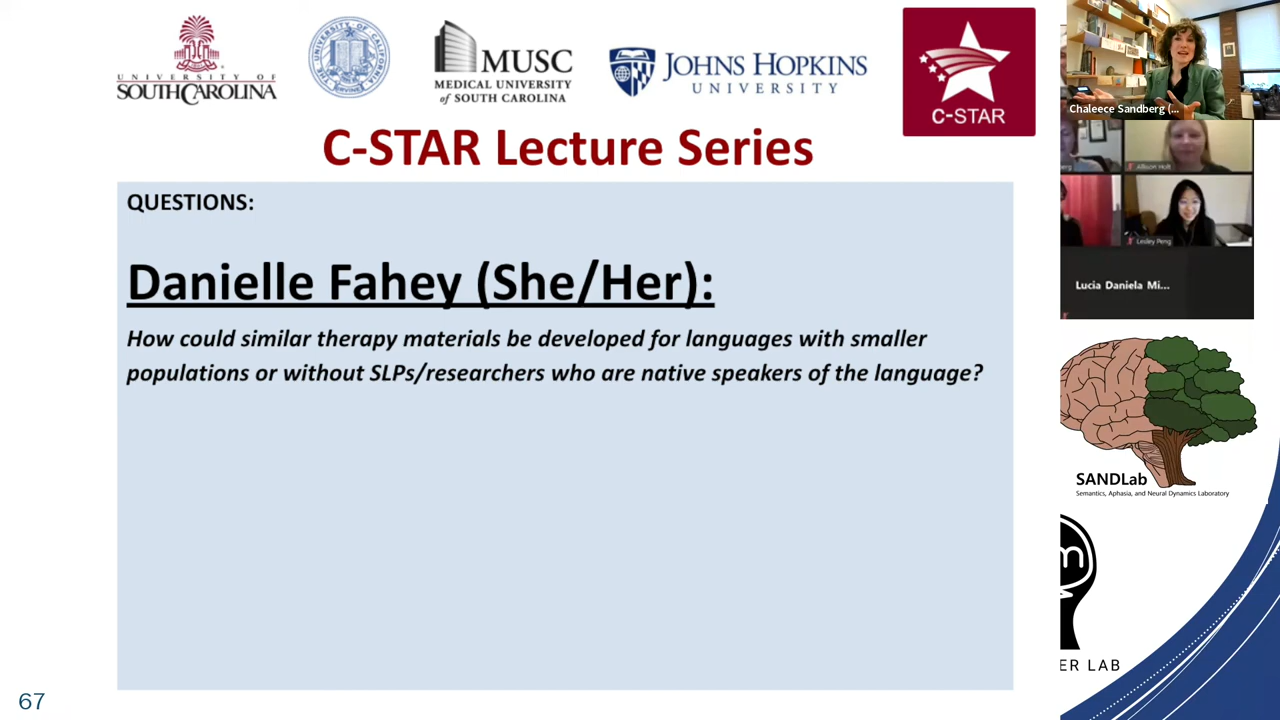 UNIVERSITY OF
SOUTH CAROLINA
MUSC
MEDICAL UNIVERSITY
of SOUTH CAROLINA
JOHNS HOPKINS
UNIVERSITY
C-STAR
Chaleece Sandberg (...
C-STAR Lecture Series
Allison Holt
QUESTIONS:
Lesley Peng
Danielle Fahey (She/Her):
Lucia Daniela Mi...
How could similar therapy materials be developed for languages with smaller
populations or without SLPs/researchers who are native speakers of the language?
SANDLab
Semantics, Aphasia, and Neural Dynamics Laboratory
m
ER LAB
67